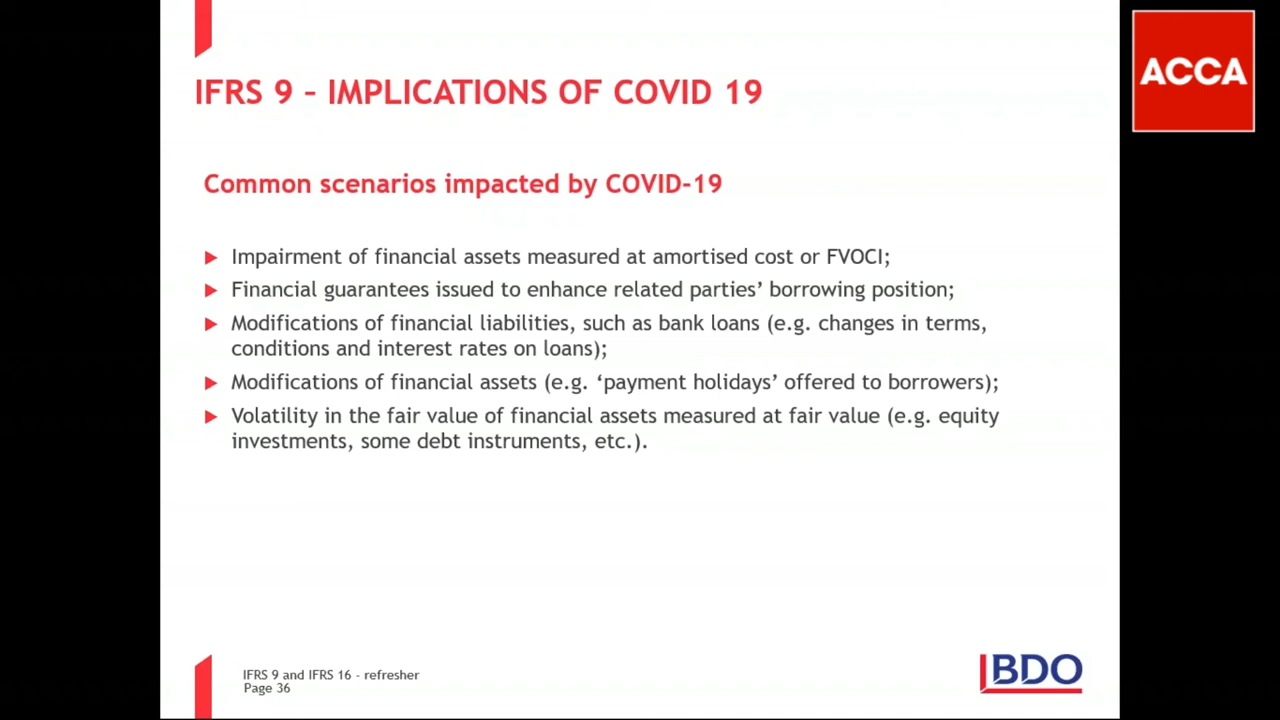 ACCA
IFRS 9 – IMPLICATIONS OF COVID 19
Common scenarios impacted by COVID-19
Impairment of financial assets measured at amortised cost or FVOCI;
Financial guarantees issued to enhance related parties’ borrowing position;
Modifications of financial liabilities, such as bank loans (e.g. changes in terms,
conditions and interest rates on loans);
Modifications of financial assets (e.g. ‘payment holidays’ offered to borrowers);
Volatility in the fair value of financial assets measured at fair value (e.g. equity
investments, some debt instruments, etc.).
IFRS 9 and IFRS 16 - refresher
Page 36
BDO